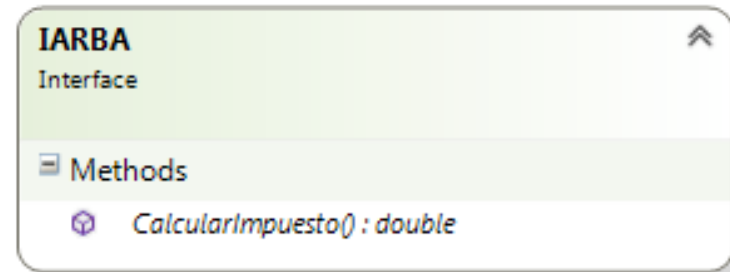 IARBA
Interface
Methods
CalcularImpuesto() : double